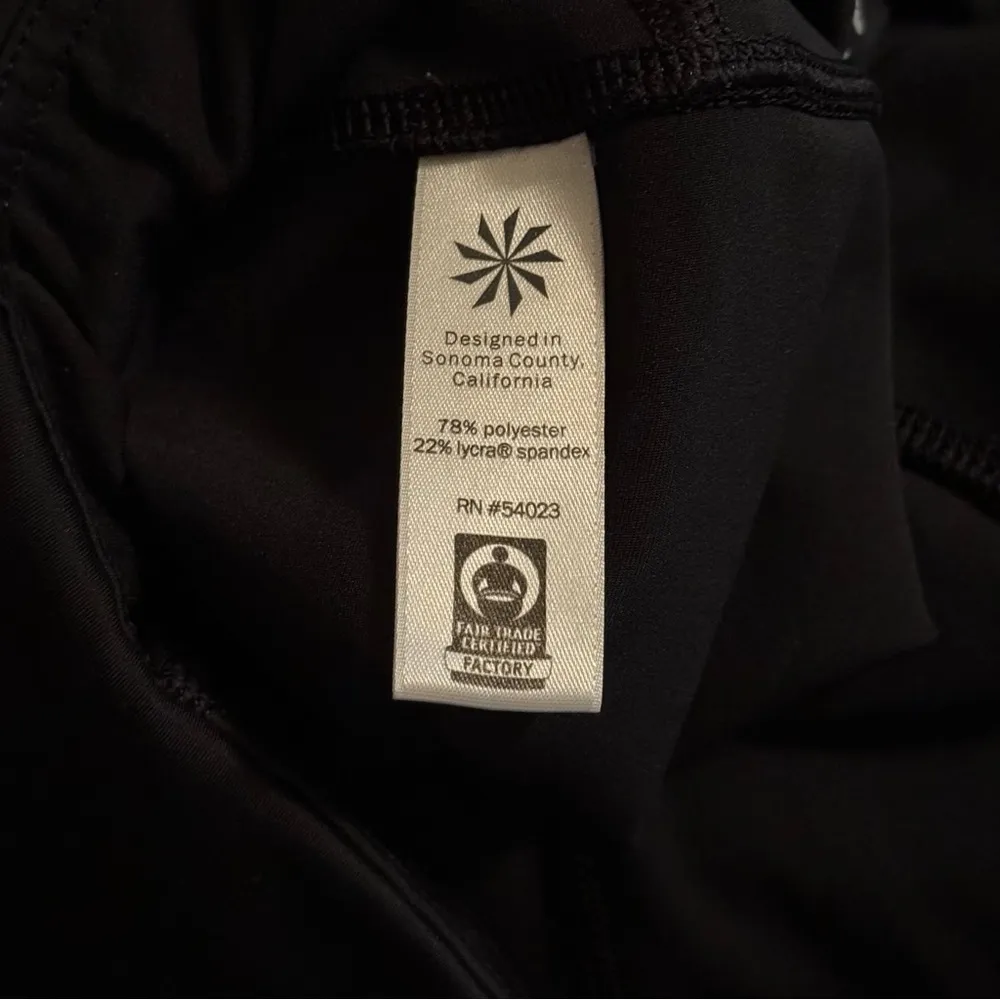 Designed in
Sonoma County,
California
78% polyester
22% lycra® spandex
RN #54023
FAIR TRADE
CERTIFIED
FACTORY